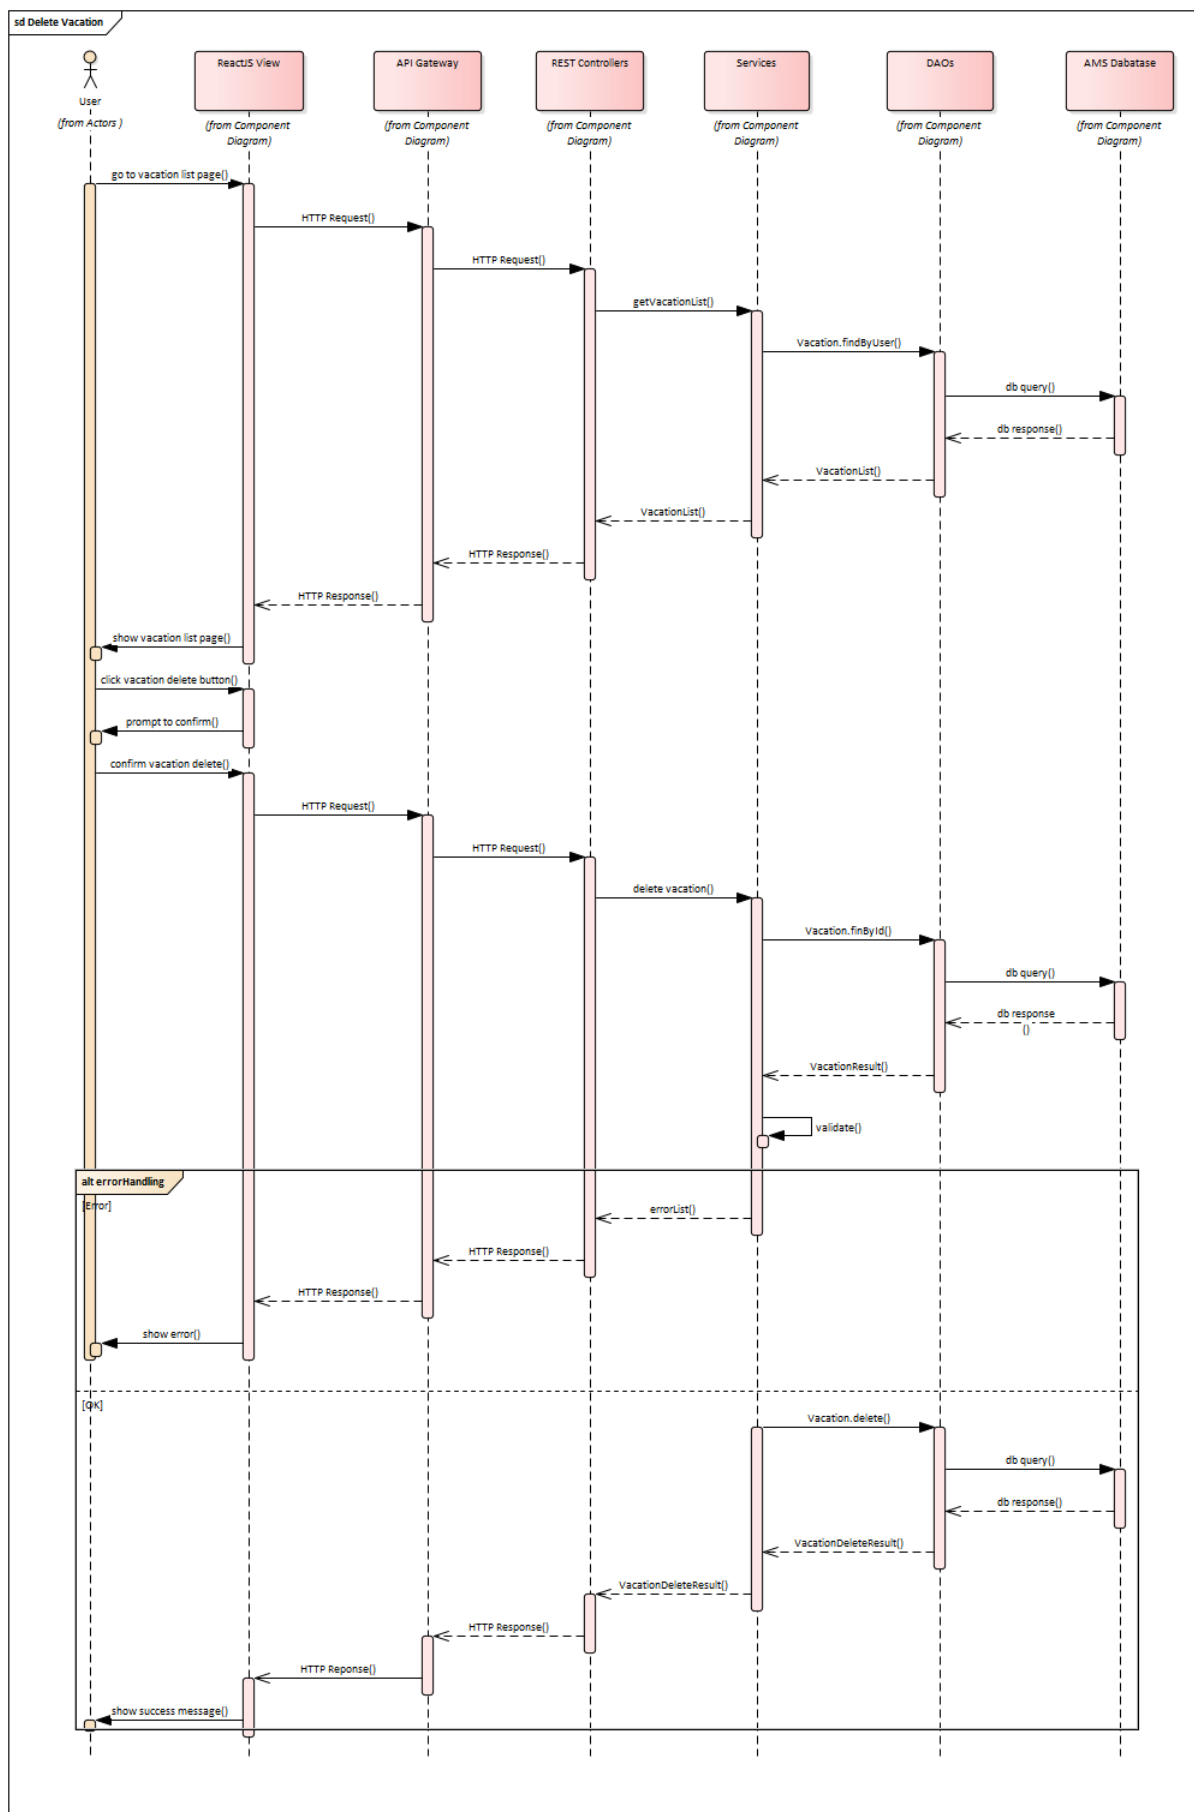 sd Delete Vacation
User
(from Actors )
ReactJS View
(from Component
Diagram)
API Gateway
(from Component
Diagram)
REST Controllers
(from Component
Diagram)
Services
(from Component
Diagram)
DAOs
(from Component
Diagram)
AMS Dabatase
(from Component
Diagram)
go to vacation list page()
HTTP Request()
HTTP Request()
getVacationList()
Vacation.findByUser()
db query()
db response()
VacationList()
VacationList()
HTTP Response()
HTTP Response()
show vacation list page()
click vacation delete button()
prompt to confirm()
confirm vacation delete()
HTTP Request()
HTTP Request()
delete vacation()
Vacation.finById()
db query()
db response
()
VacationResult()
validate()
alt errorHandling
[Error]
errorList()
HTTP Response()
HTTP Response()
show error()
[OK]
Vacation.delete()
db query()
db response()
VacationDeleteResult()
VacationDeleteResult()
HTTP Response()
HTTP Reponse()
show success message()